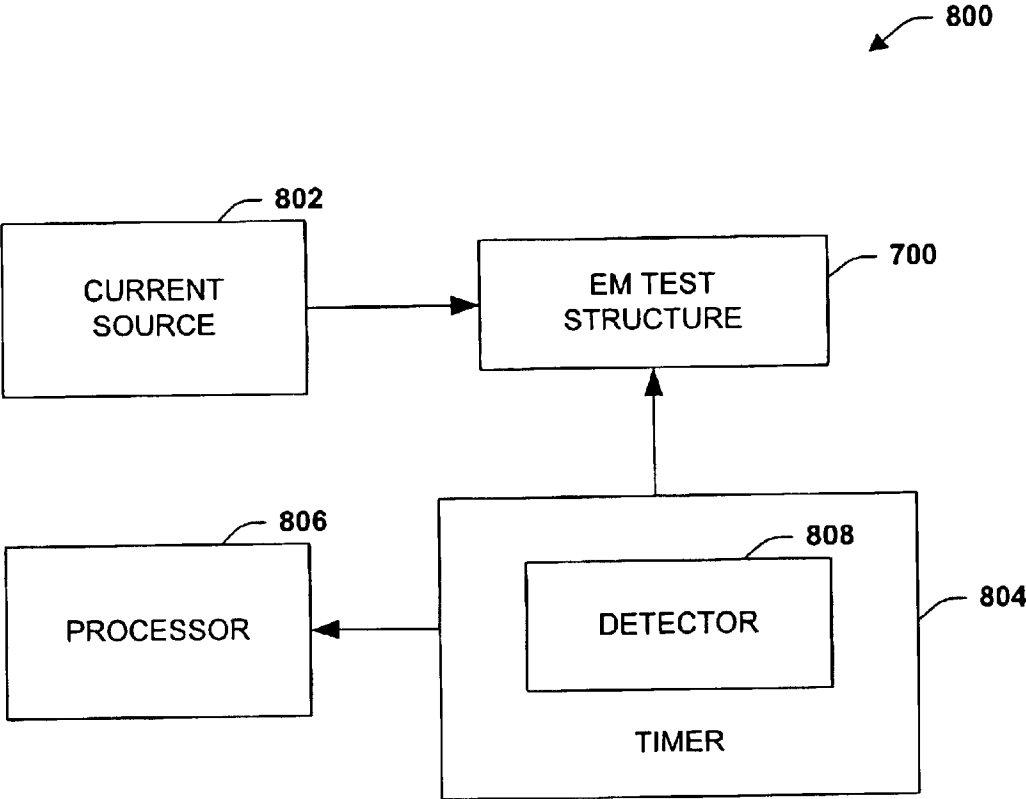 800
802
CURRENT
SOURCE
700
EM TEST
STRUCTURE
806
PROCESSOR
808
DETECTOR
804
TIMER